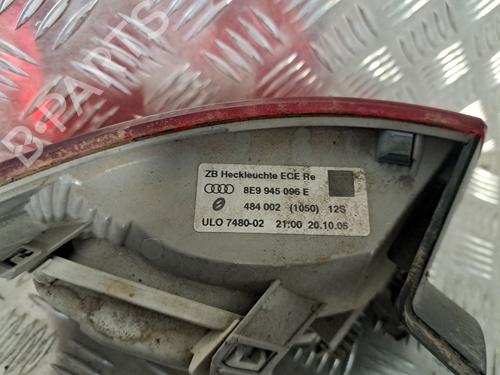 B-PARTS
ZB Heckleuchte ECE Re
8E9 945 096 E
484 002 (1050) 12S
ULO 7480-02 21:00 20.10.05